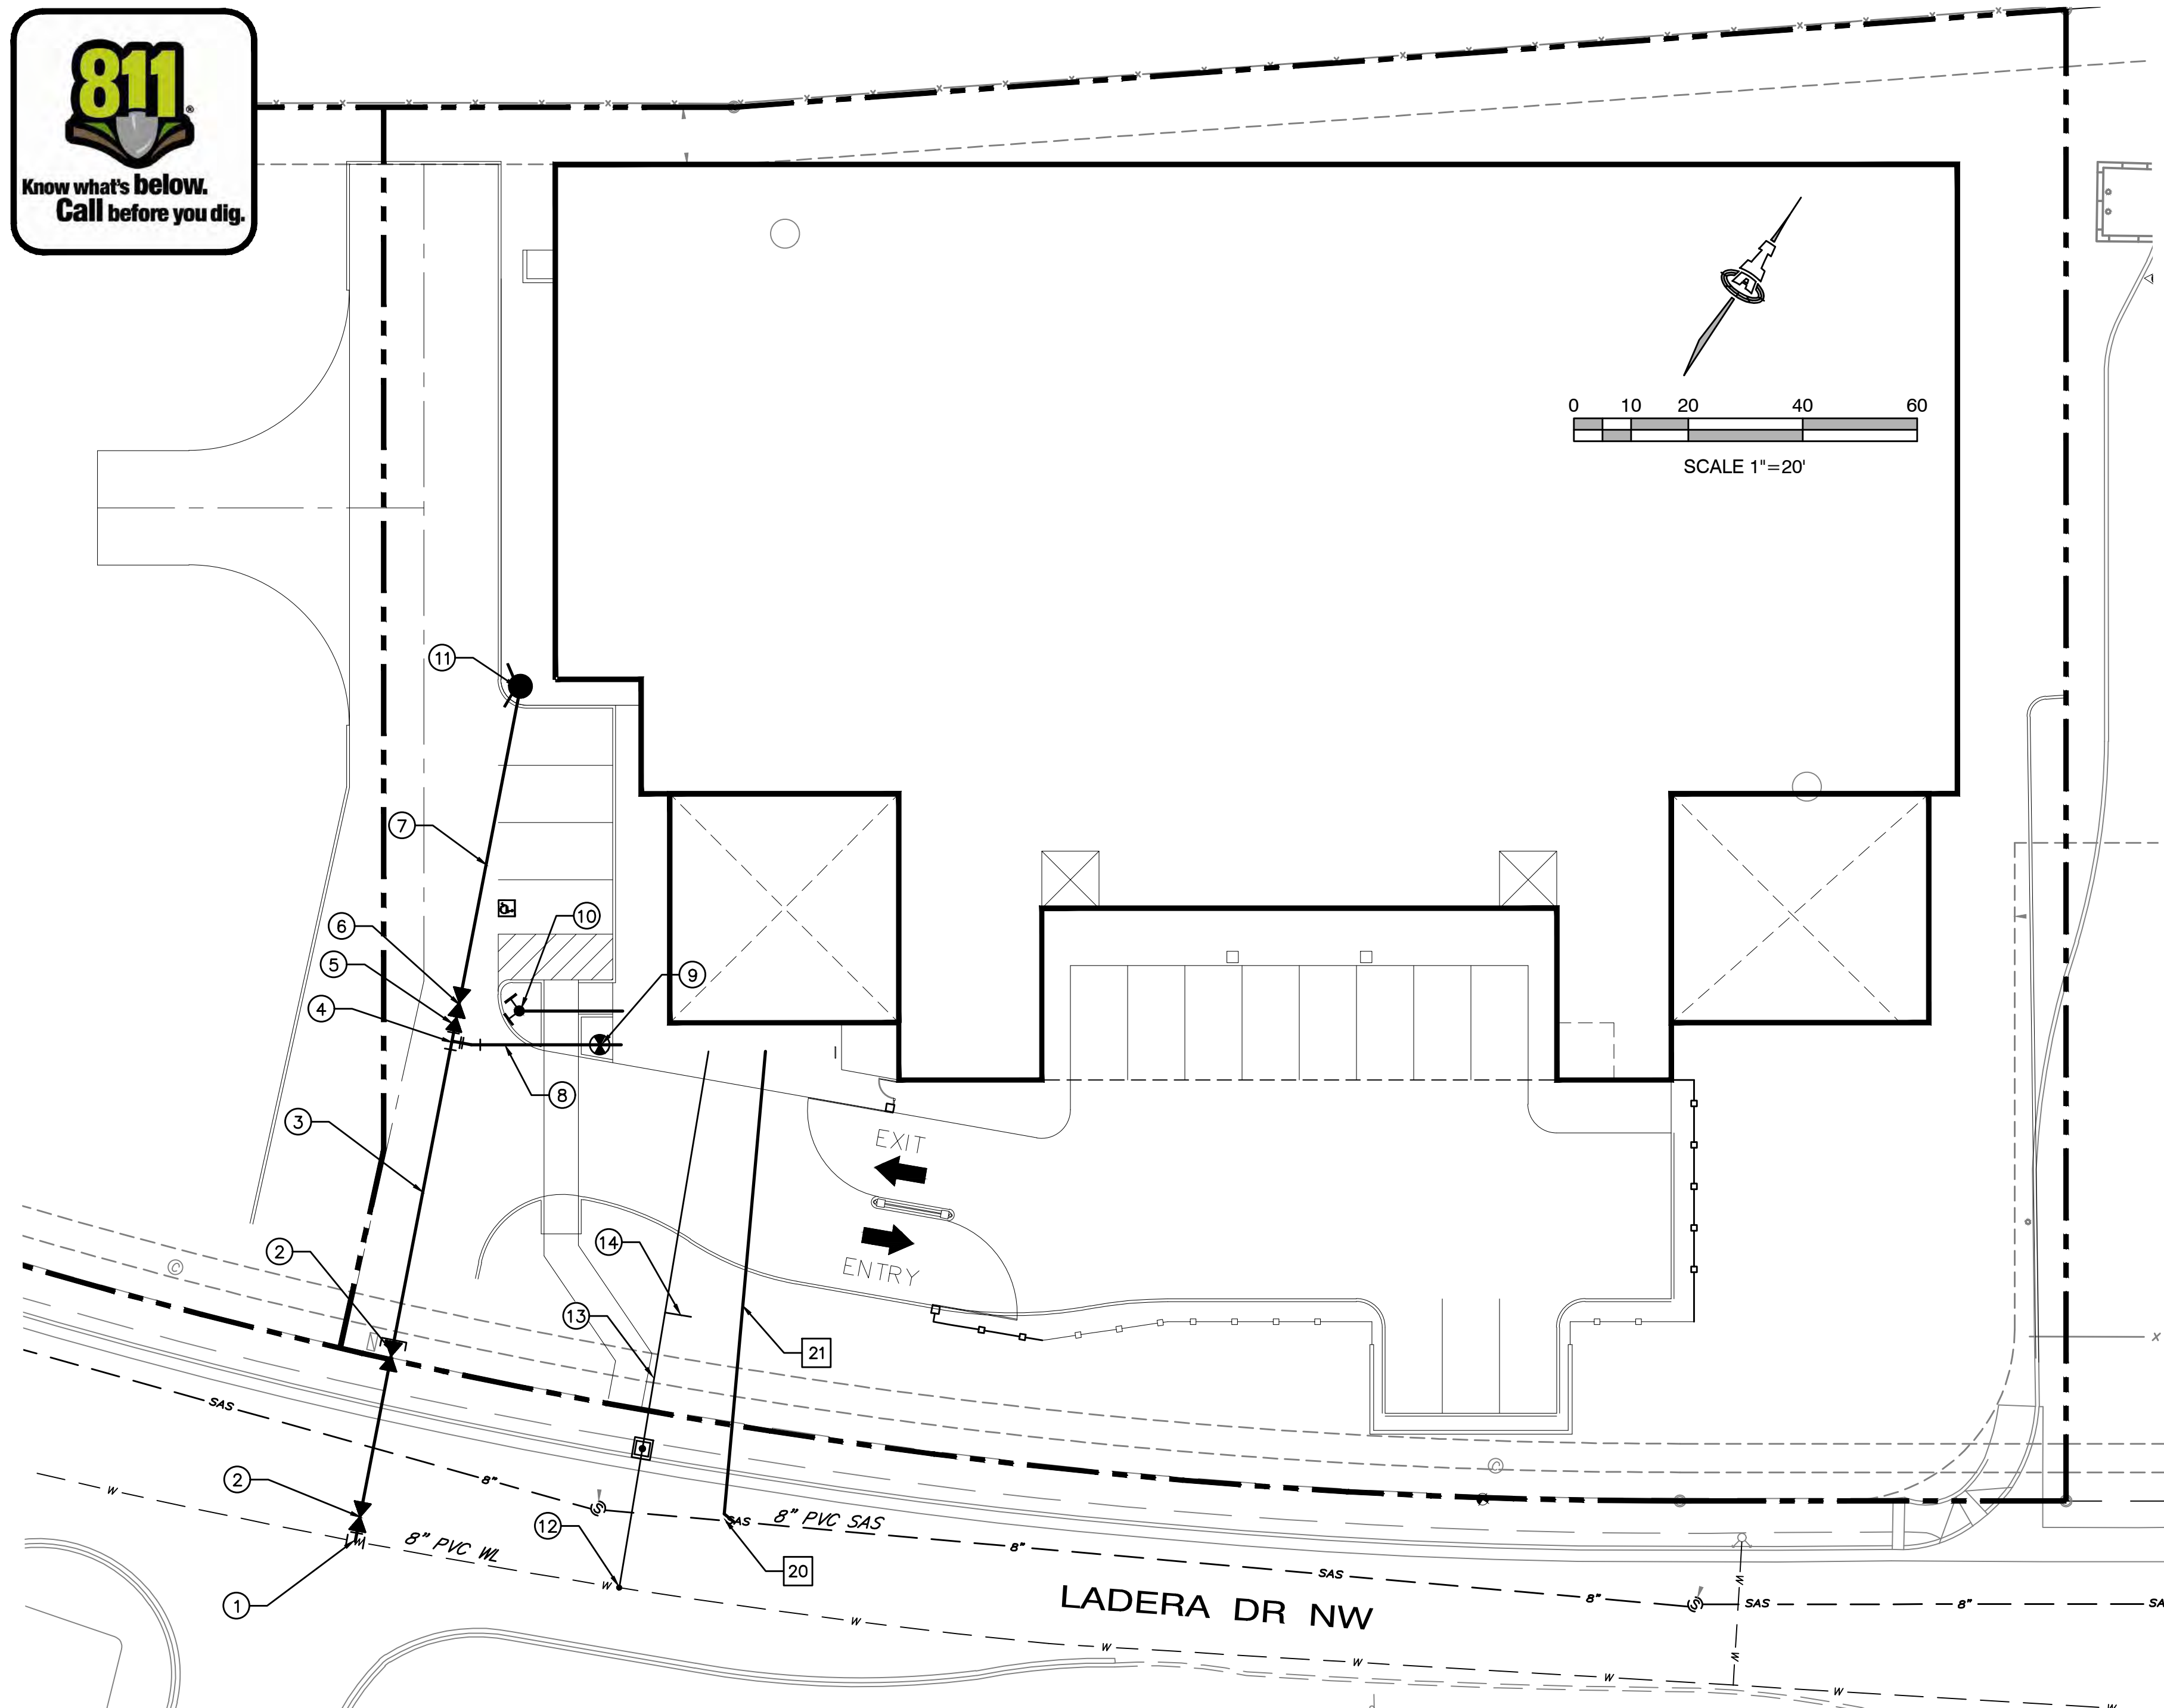 811®
Know what's below.
Call before you dig.
0 10 20 40 60
SCALE 1"=20'
A
11
7
6
10
5
9
4
8
3
EXIT
2
14
ENTRY
13
21
SAS
2
8"
W
12
SAS 8" PVC SAS
8" PVC WL
8"
1
W
20
SAS
LADERA DR NW
8"
SAS
8"
SA
W
W
W
W
W
W
W
W